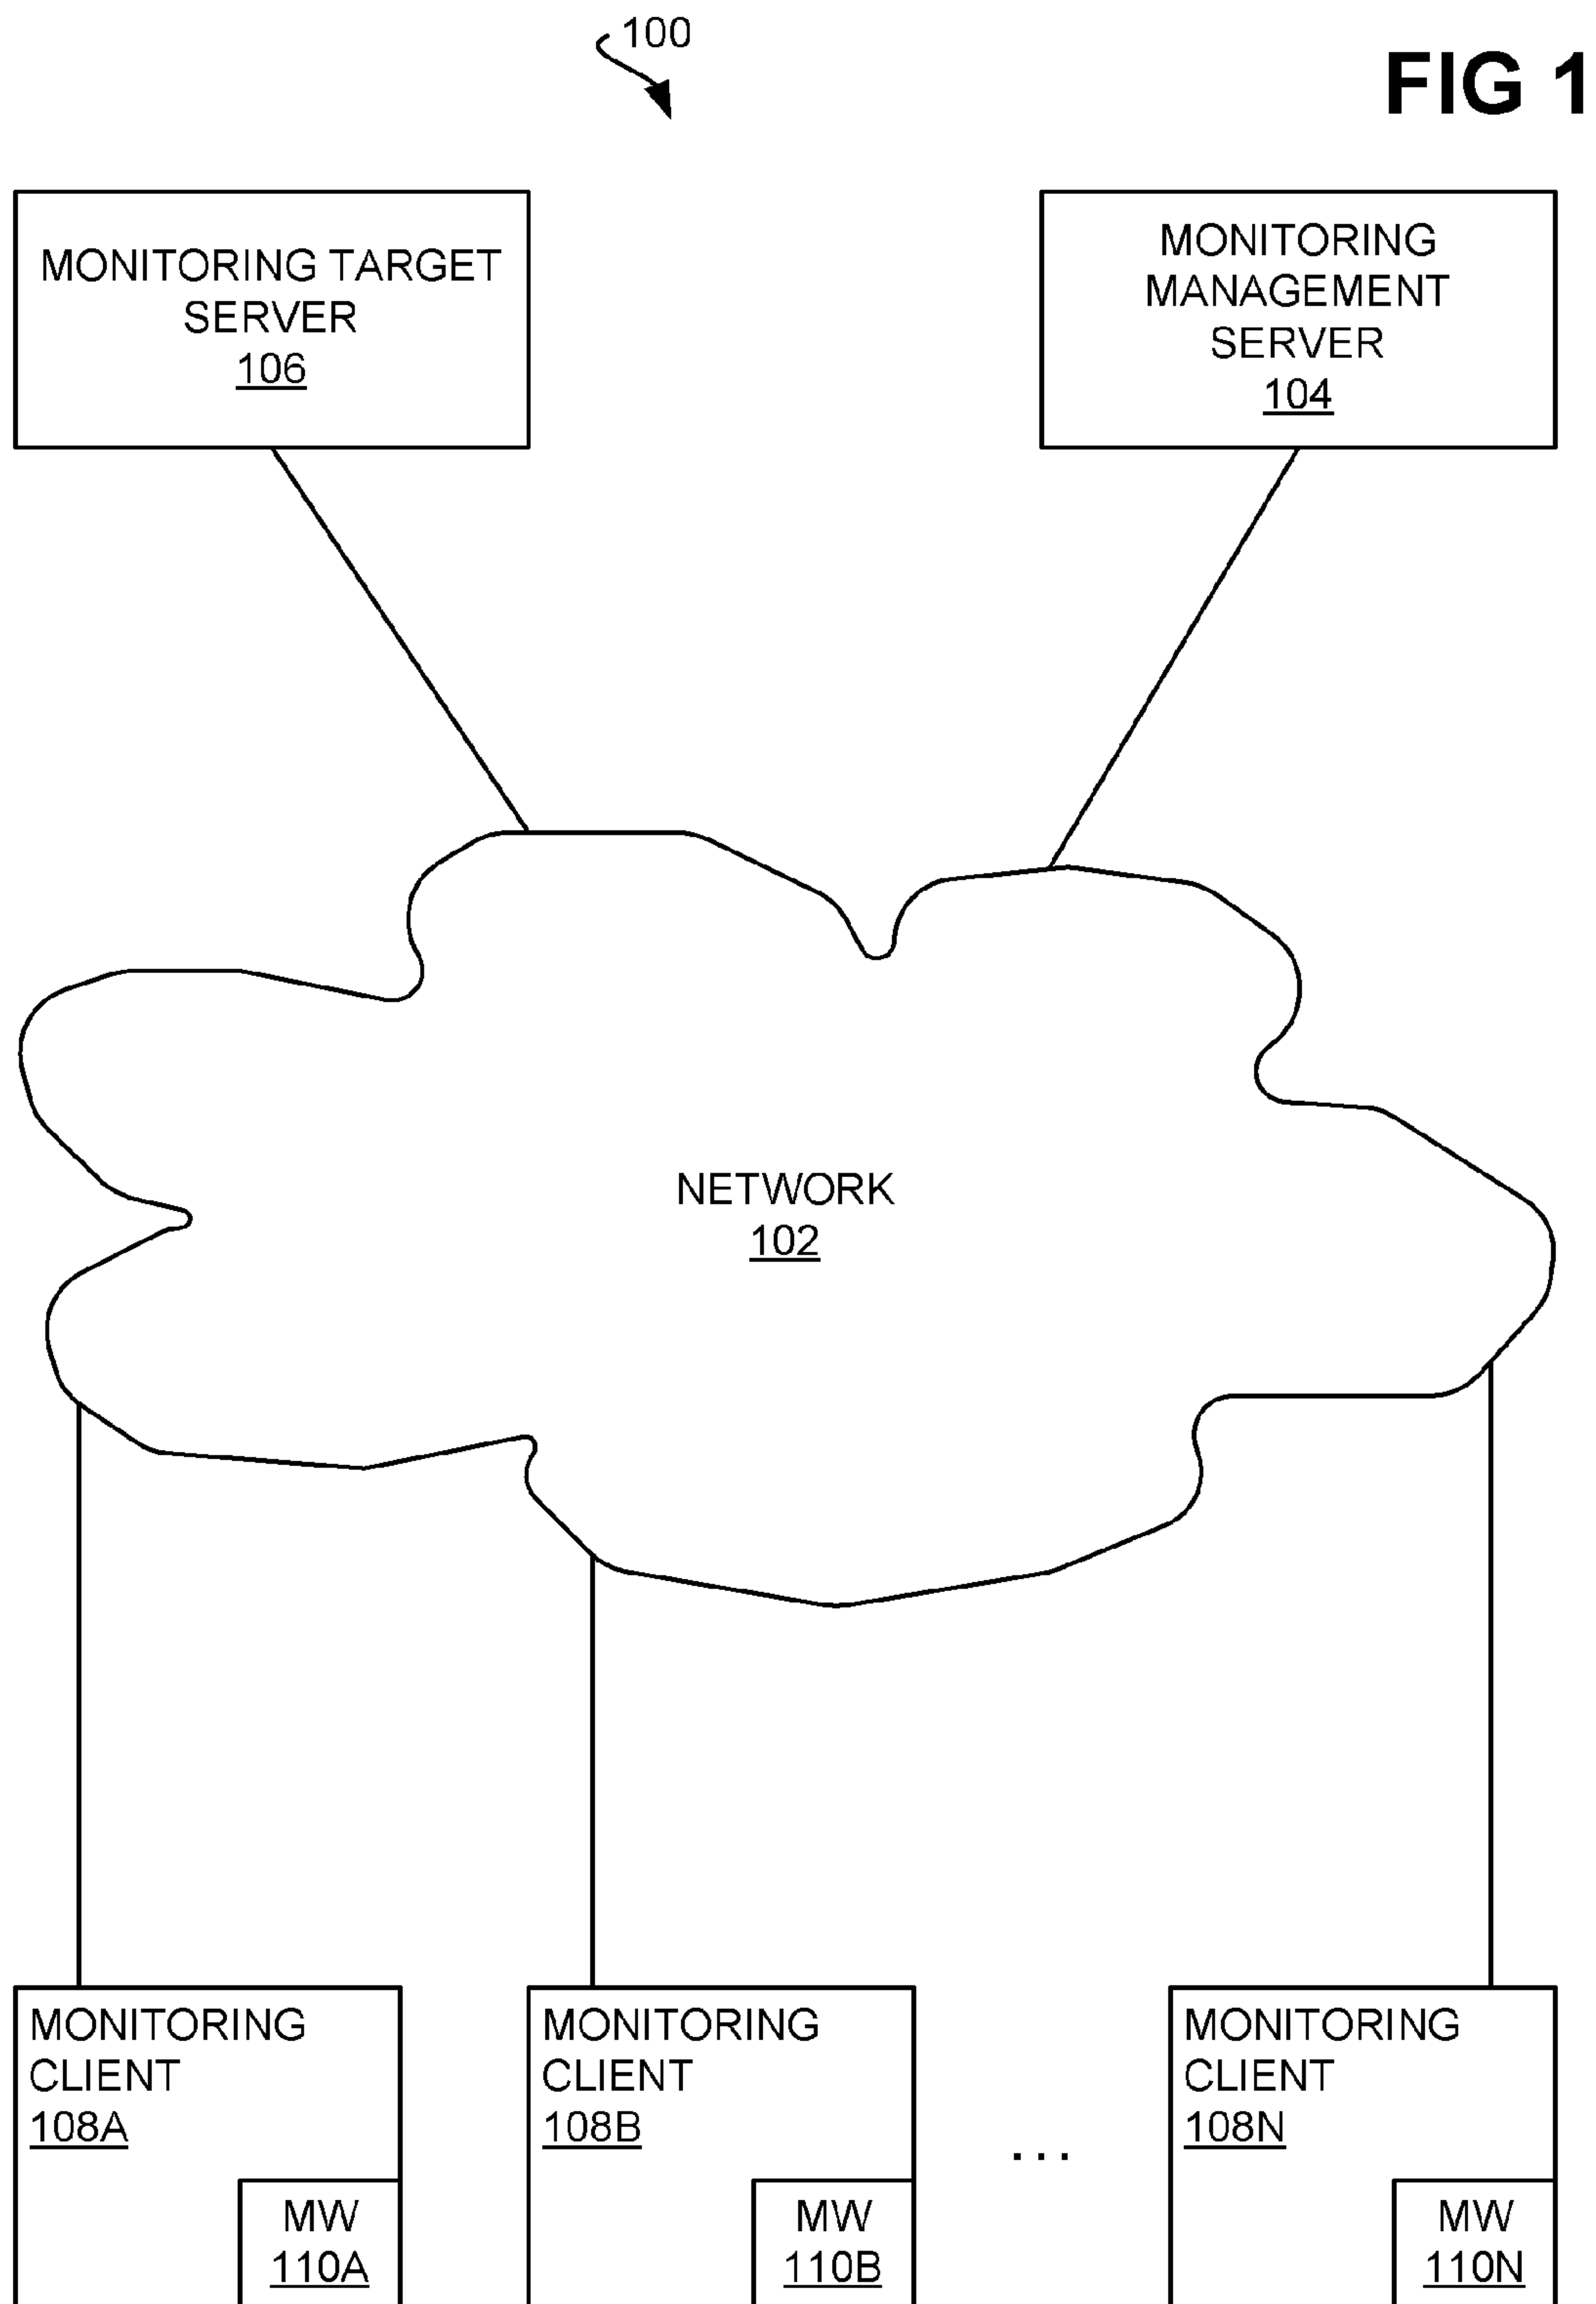 100
FIG 1
MONITORING TARGET
SERVER
106
MONITORING
MANAGEMENT
SERVER
104
NETWORK
102
MONITORING
CLIENT
108A
MW
110A
MONITORING
CLIENT
108B
MW
110B
...
MONITORING
CLIENT
108N
MW
110N